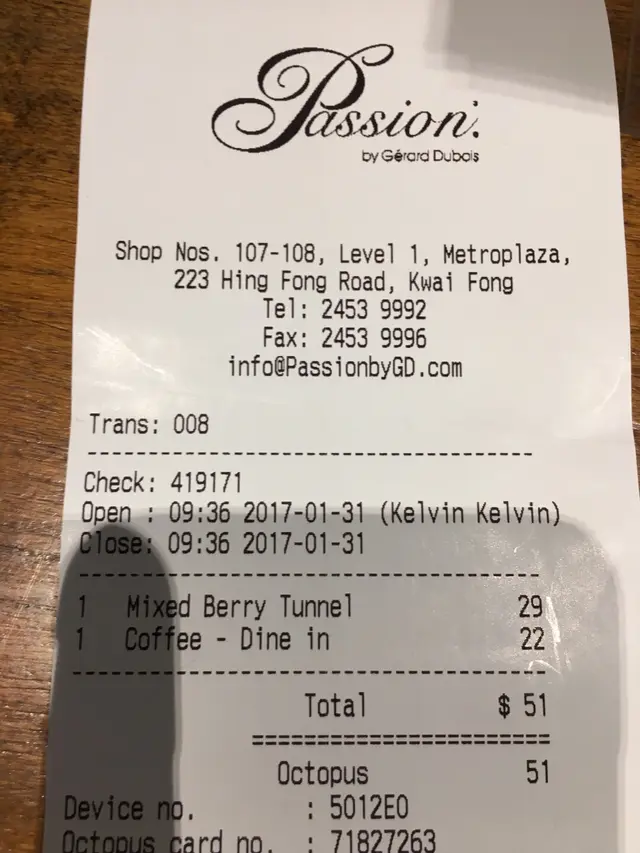 Passion.
by Gérard Dubois
Shop Nos. 107-108, Level 1, Metroplaza,
223 Hing Fong Road, Kwai Fong
Tel: 2453 9992
Fax: 2453 9996
info@PassionbyGD.com
Trans: 008
--------------------------------
Check: 419171
Open : 09:36 2017-01-31 (Kelvin Kelvin)
Close: 09:36 2017-01-31
--------------------------------
1 Mixed Berry Tunnel 29
1 Coffee - Dine in 22
--------------------------------
Total $ 51
=======================
Octopus 51
Device no. : 5012E0
Octopus card no. : 71827263